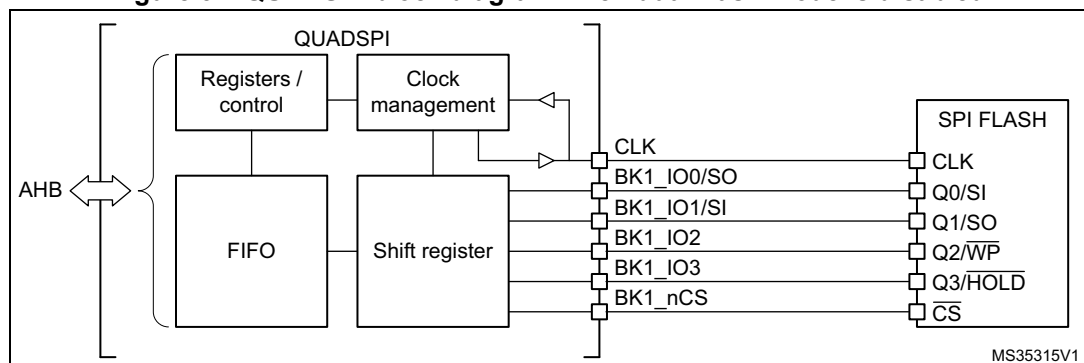 QUADSPI
Registers /
control
Clock
management
AHB
FIFO
Shift register
CLK
BK1_IO0/SO
BK1_IO1/SI
BK1_IO2
BK1_IO3
BK1_nCS
SPI FLASH
CLK
Q0/SI
Q1/SO
Q2/WP
Q3/HOLD
CS
MS35315V1